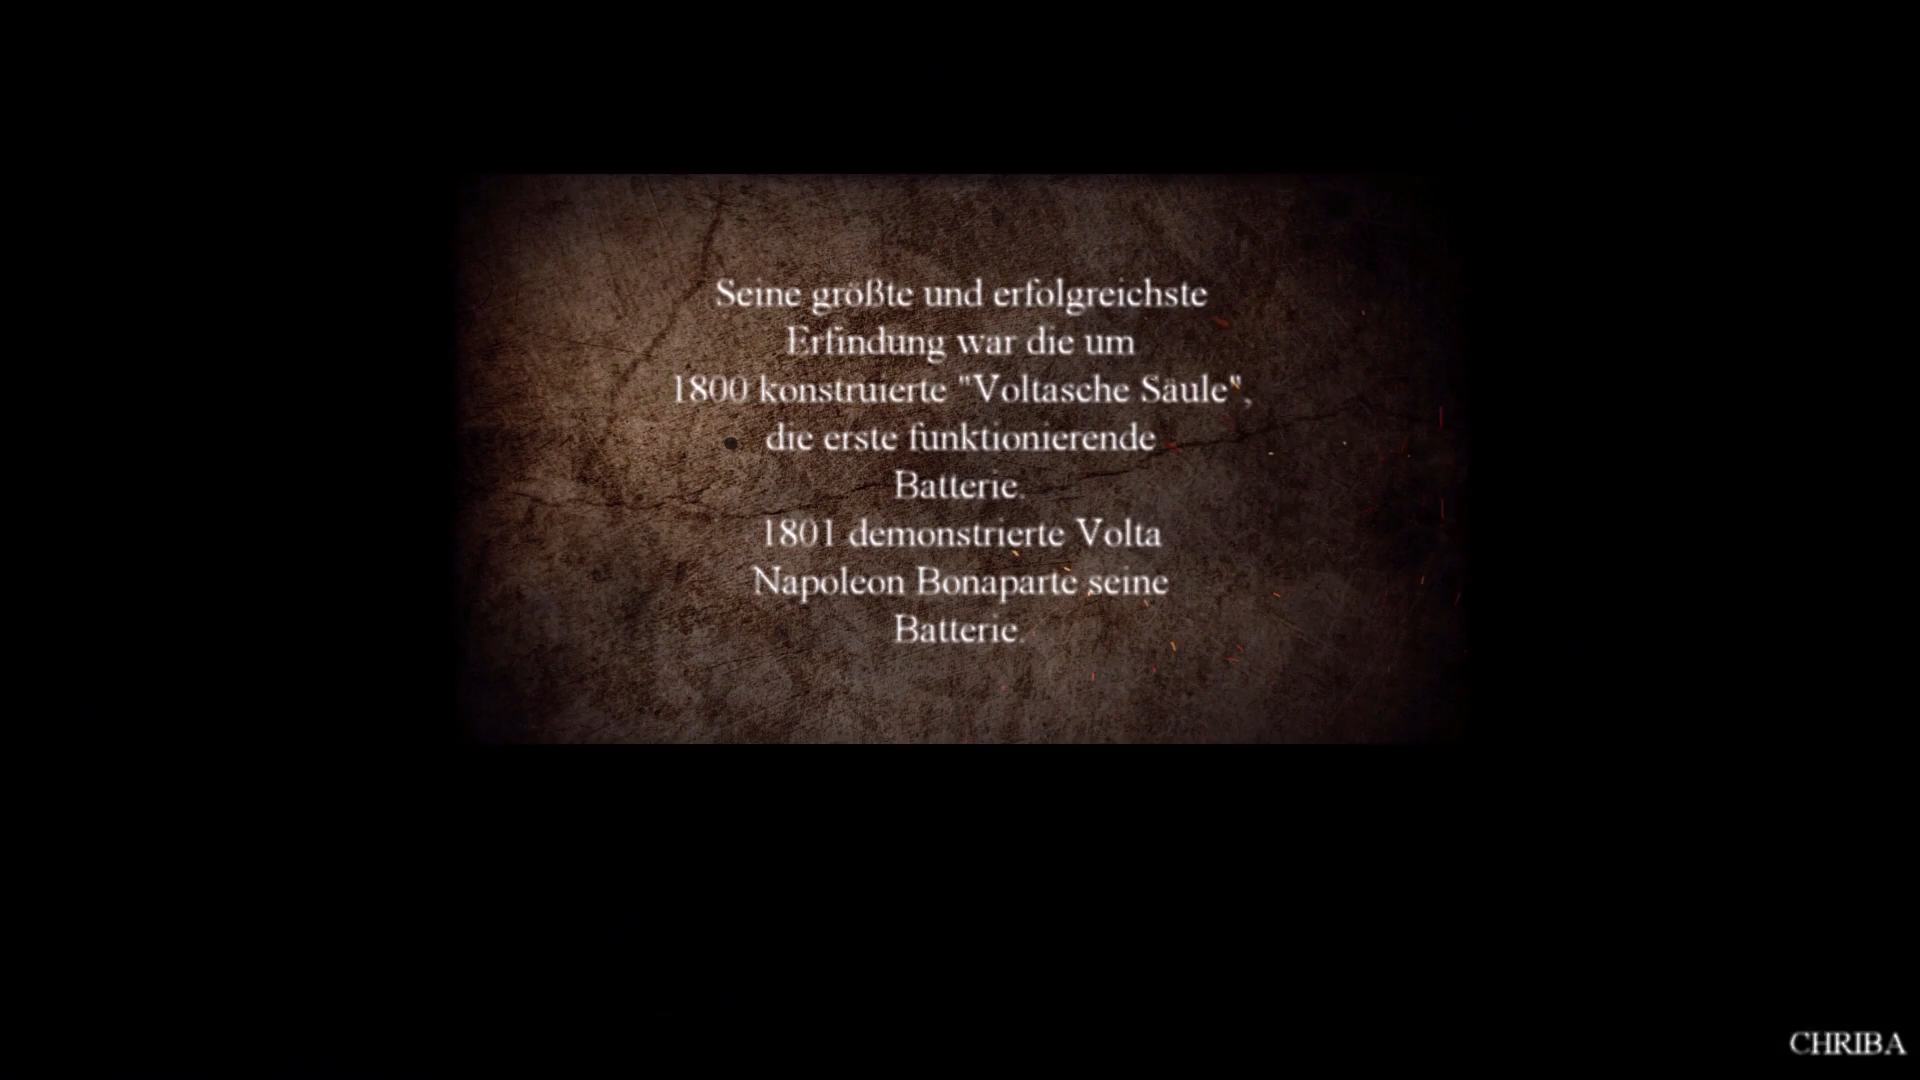 Seine größte und erfolgreichste
Erfindung war die um
1800 konstruierte "Voltasche Säule",
die erste funktionierende
Batterie.
1801 demonstrierte Volta
Napoleon Bonaparte seine
Batterie.
CHRIBA